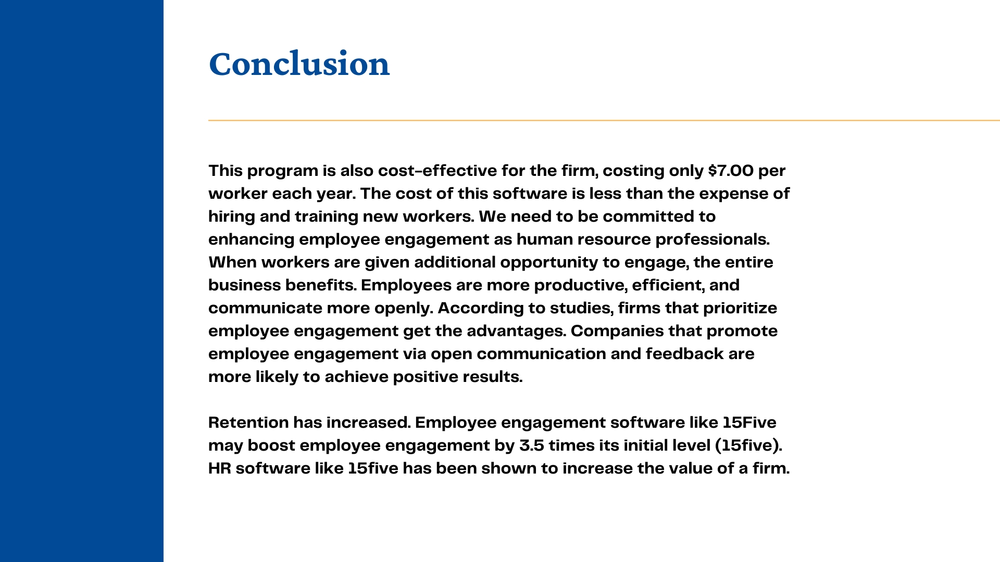 Conclusion
This program is also cost-effective for the firm, costing only $7.00 per
worker each year. The cost of this software is less than the expense of
hiring and training new workers. We need to be committed to
enhancing employee engagement as human resource professionals.
When workers are given additional opportunity to engage, the entire
business benefits. Employees are more productive, efficient, and
communicate more openly. According to studies, firms that prioritize
employee engagement get the advantages. Companies that promote
employee engagement via open communication and feedback are
more likely to achieve positive results.
Retention has increased. Employee engagement software like 15Five
may boost employee engagement by 3.5 times its initial level (15five).
HR software like 15five has been shown to increase the value of a firm.